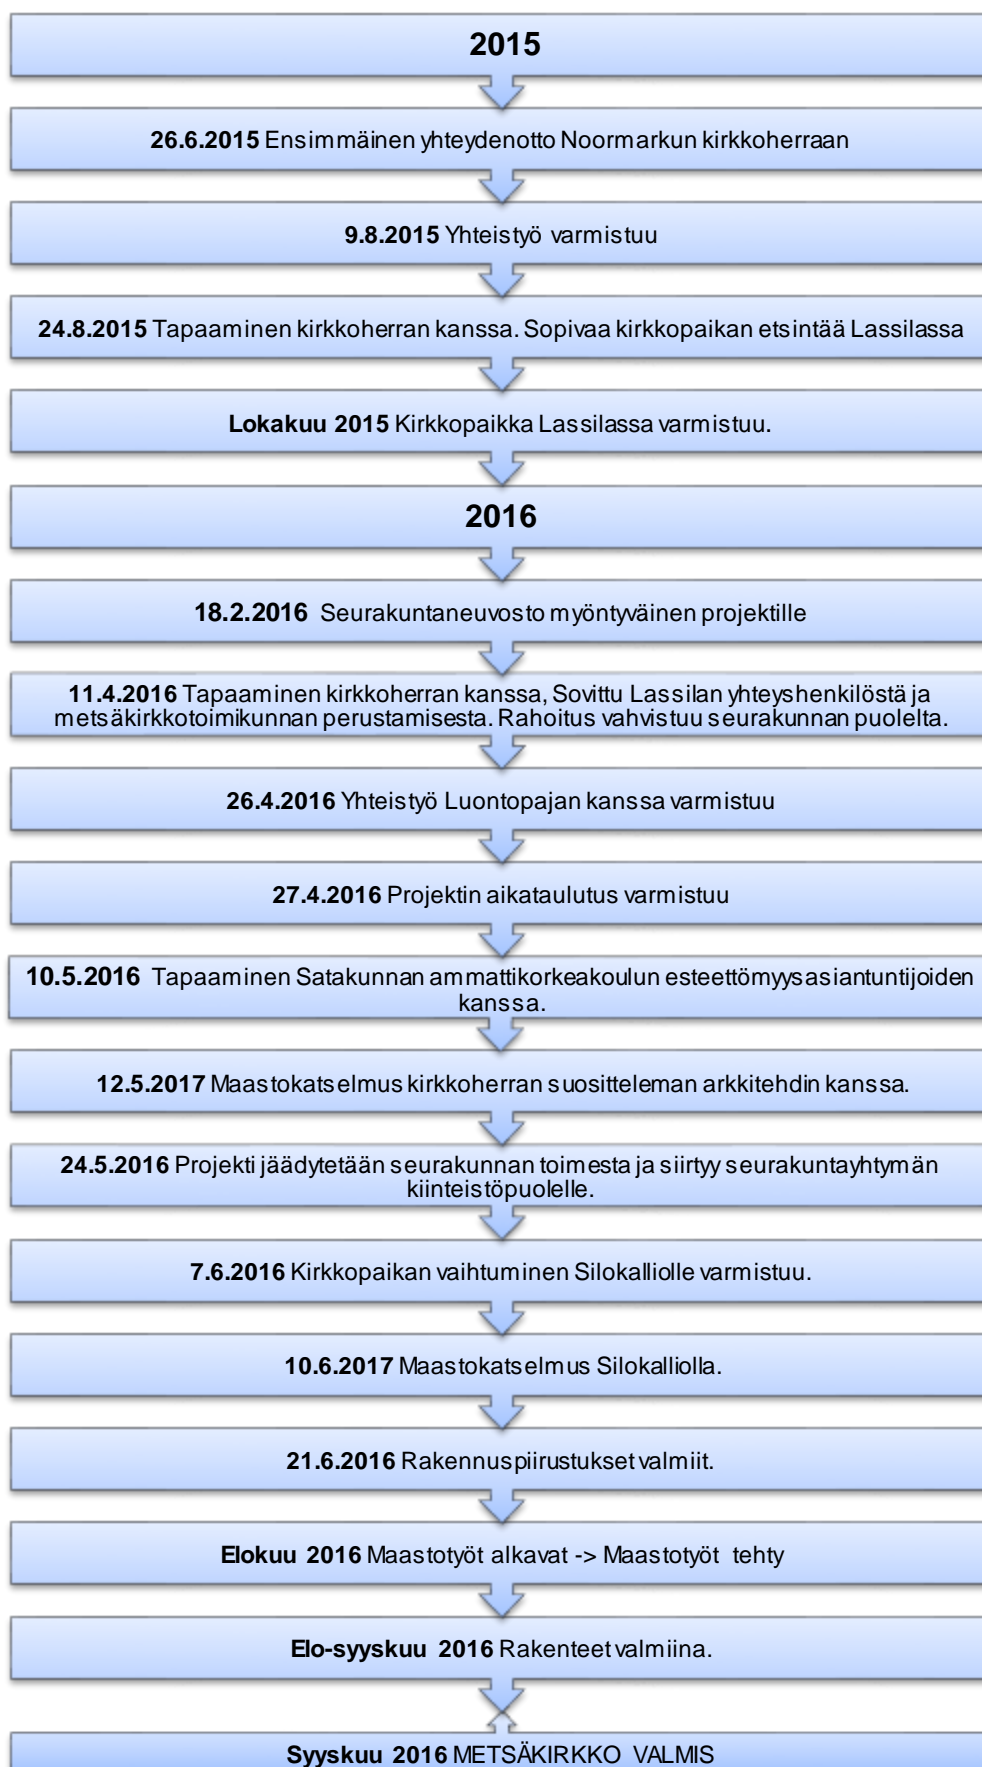 2015
26.6.2015 Ensimmäinen yhteydenotto Noormarkun kirkkoherraan
9.8.2015 Yhteistyö varmistuu
24.8.2015 Tapaaminen kirkkoherran kanssa. Sopivaa kirkkopaikan etsintää Lassilassa
Lokakuu 2015 Kirkkopaikka Lassilassa varmistuu.
2016
18.2.2016 Seurakuntaneuvosto myöntyväinen projektille
11.4.2016 Tapaaminen kirkkoherran kanssa, Sovittu Lassilan yhteyshenkilöstä ja
metsäkirkkotoimikunnan perustamisesta. Rahoitus vahvistuu seurakunnan puolelta.
26.4.2016 Yhteistyö Luontopajan kanssa varmistuu
27.4.2016 Projektin aikataulutus varmistuu
10.5.2016 Tapaaminen Satakunnan ammattikorkeakoulun esteettömyysasiantuntijoiden
kanssa.
12.5.2017 Maastokatselmus kirkkoherran suositteleman arkkitehdin kanssa.
24.5.2016 Projekti jäädytetään seurakunnan toimesta ja siirtyy seurakuntayhtymän
kiinteistöpuolelle.
7.6.2016 Kirkkopaikan vaihtuminen Silokalliolle varmistuu.
10.6.2017 Maastokatselmus Silokalliolla.
21.6.2016 Rakennuspiirustukset valmiit.
Elokuu 2016 Maastotyöt alkavat -> Maastotyöt tehty
Elo-syyskuu 2016 Rakenteet valmiina.
Syyskuu 2016 METSÄKIRKKO VALMIS